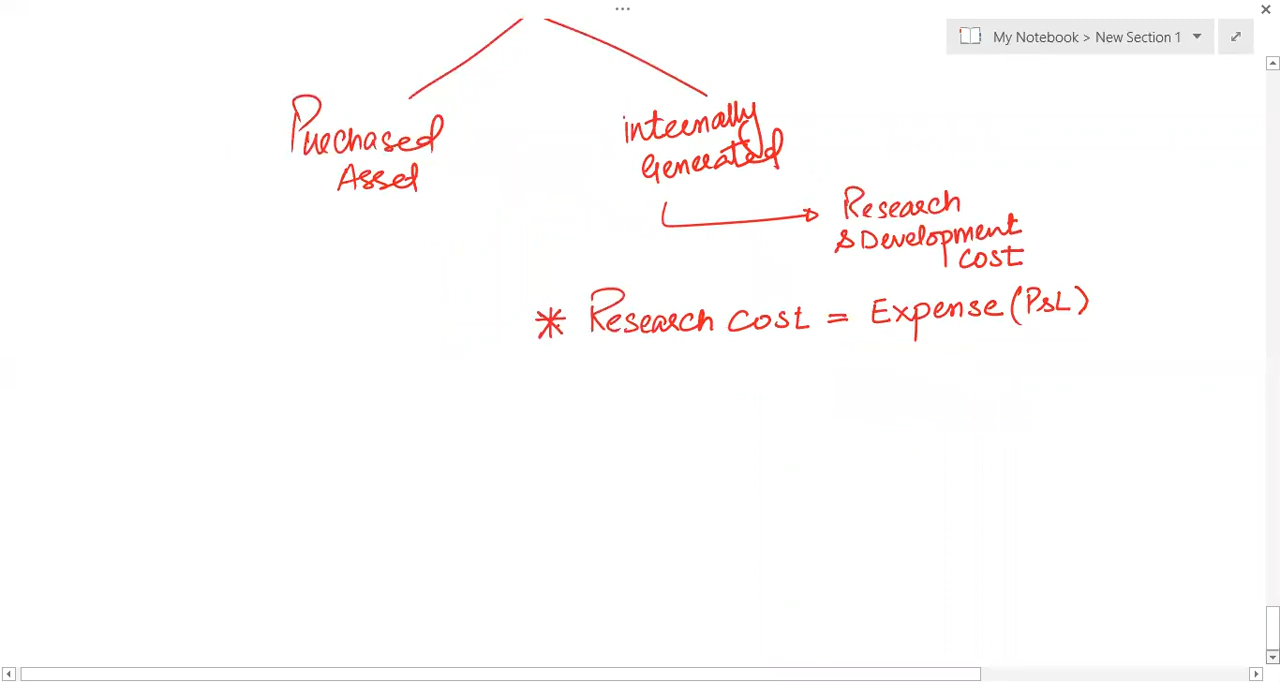 My Notebook > New Section 1
Purchased
Asset
internally
Generated
Research
& Development
cost
* Research cost = Expense (P&L)